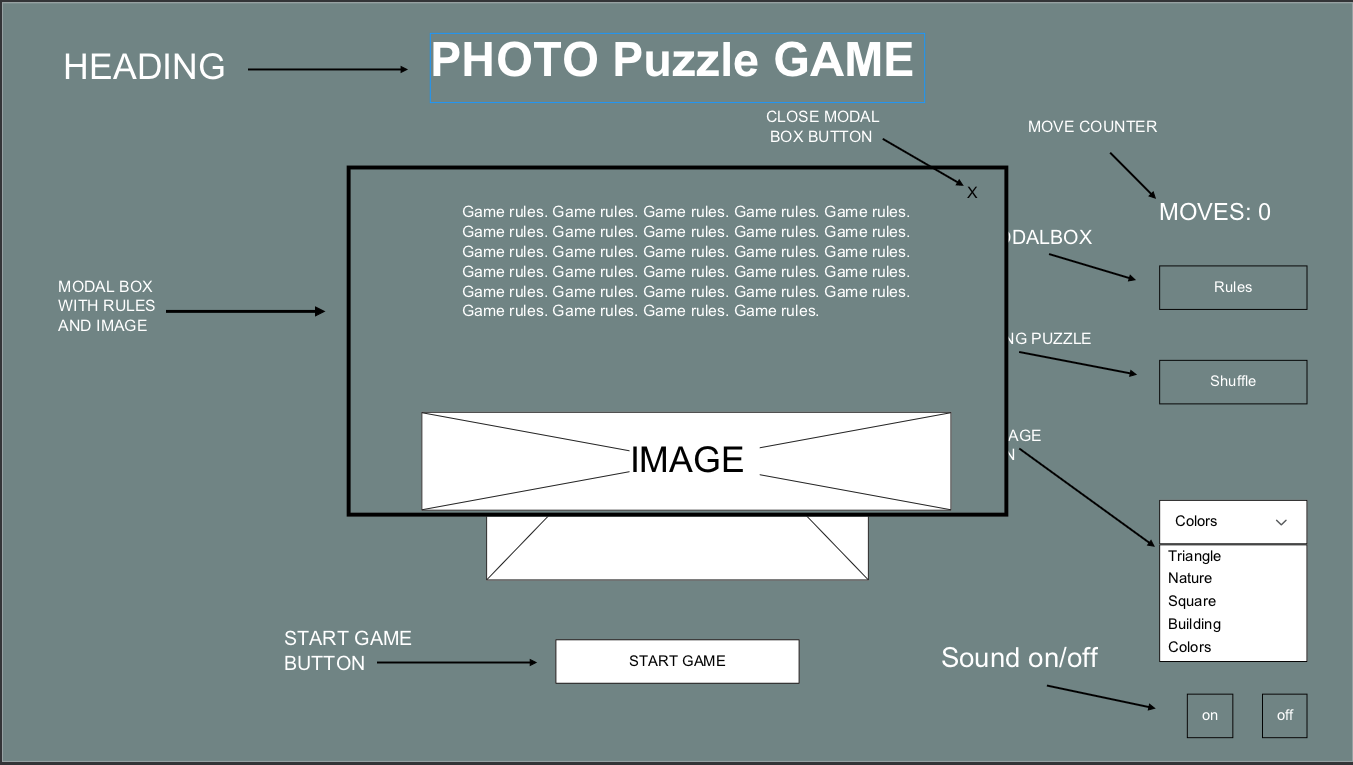 HEADING
PHOTO Puzzle GAME
CLOSE MODAL
BOX BUTTON
MOVE COUNTER
X
MOVES: 0
Game rules. Game rules. Game rules. Game rules. Game rules.
Game rules. Game rules. Game rules. Game rules. Game rules.
Game rules. Game rules. Game rules. Game rules. Game rules.
Game rules. Game rules. Game rules. Game rules. Game rules.
Game rules. Game rules. Game rules. Game rules. Game rules.
Game rules. Game rules. Game rules. Game rules.
DALBOX
Rules
MODAL BOX
WITH RULES
AND IMAGE
NG PUZZLE
Shuffle
IMAGE
AGE
N
Colors
Triangle
Nature
Square
Building
Colors
START GAME
BUTTON
START GAME
Sound on/off
on
off